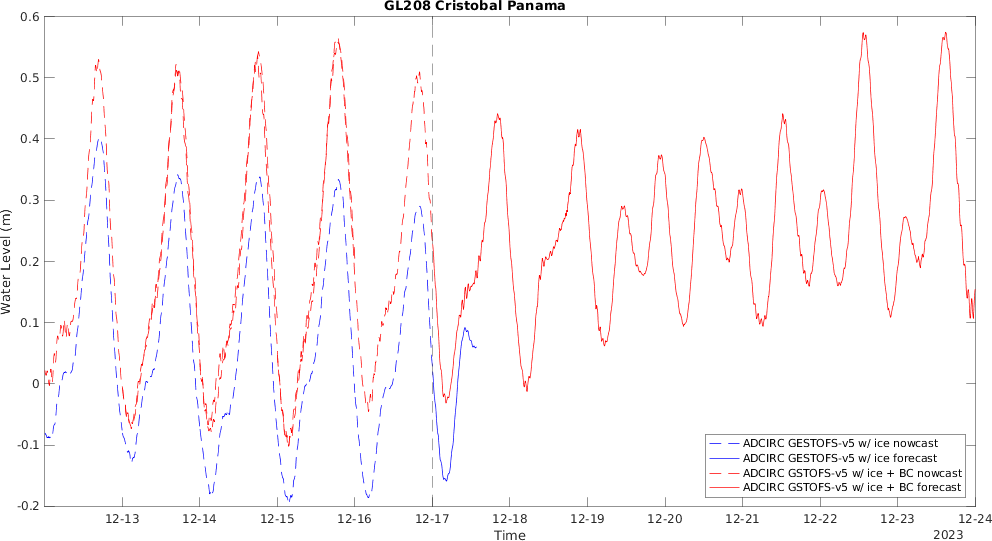 GL208 Cristobal Panama
0.6
0.5
0.4
0.3
0.2
0.1
0
-0.1
-0.2
Water Level (m)
12-13 12-14 12-15 12-16 12-17 12-18 12-19 12-20 12-21 12-22 12-23 12-24
Time
2023
ADCIRC GESTOFS-v5 w/ ice nowcast
ADCIRC GESTOFS-v5 w/ ice forecast
ADCIRC GSTOFS-v5 w/ ice + BC nowcast
ADCIRC GSTOFS-v5 w/ ice + BC forecast